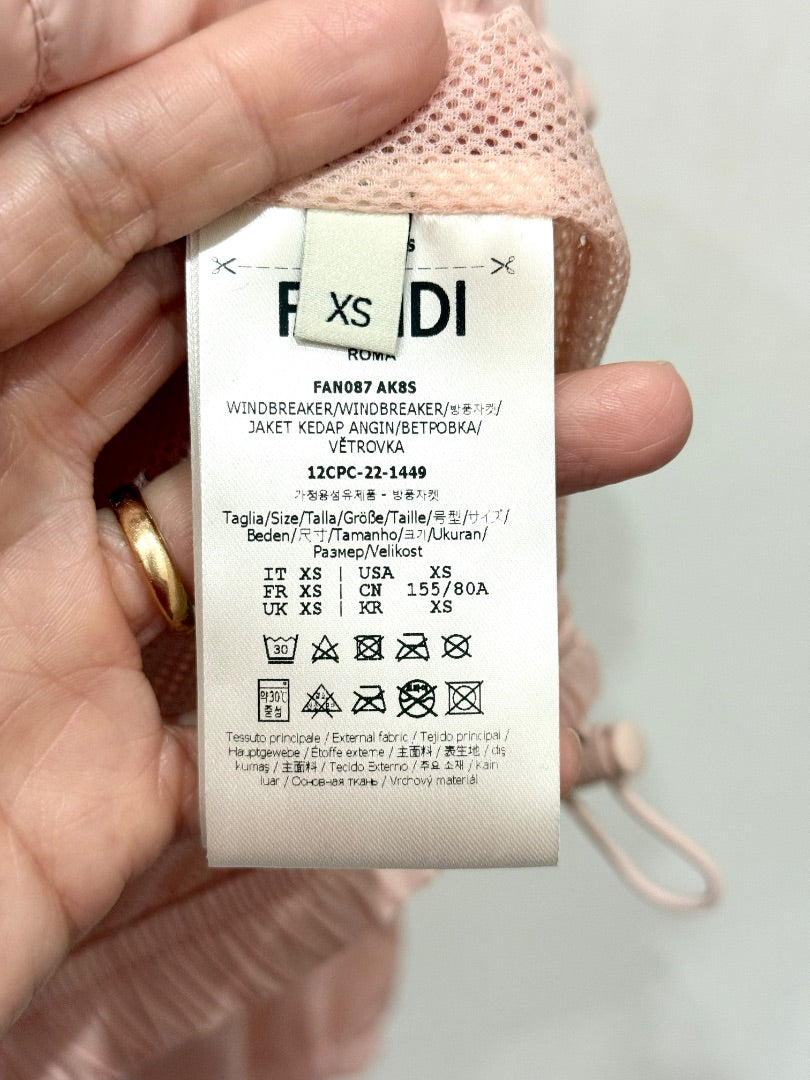 XS
ROMA
FAN087 AK8S
WINDBREAKER/WINDBREAKER/방풍자켓/
JAKET KEDAP ANGIN/ВЕТРОВКА/
VĚTROVKA
12CPC-22-1449
가정용섬유제품 - 방풍자켓
Taglia/Size/Talla/Größe/Taille/号型/サイズ/
Beden/尺寸/Tamanho/크기/Ukuran/
Размер/Velikost
IT XS | USA XS
FR XS | CN 155/80A
UK XS | KR XS
30
약30℃
중성
Tessuto principale / External fabric / Tejido principal /
Hauptgewebe / Étoffe externe / 主面料 / 表生地 / dış
kumaş / 主面料 / Tecido Externo / 주요 소재 / kain
luar / Основная ткань / Vrchový materiál